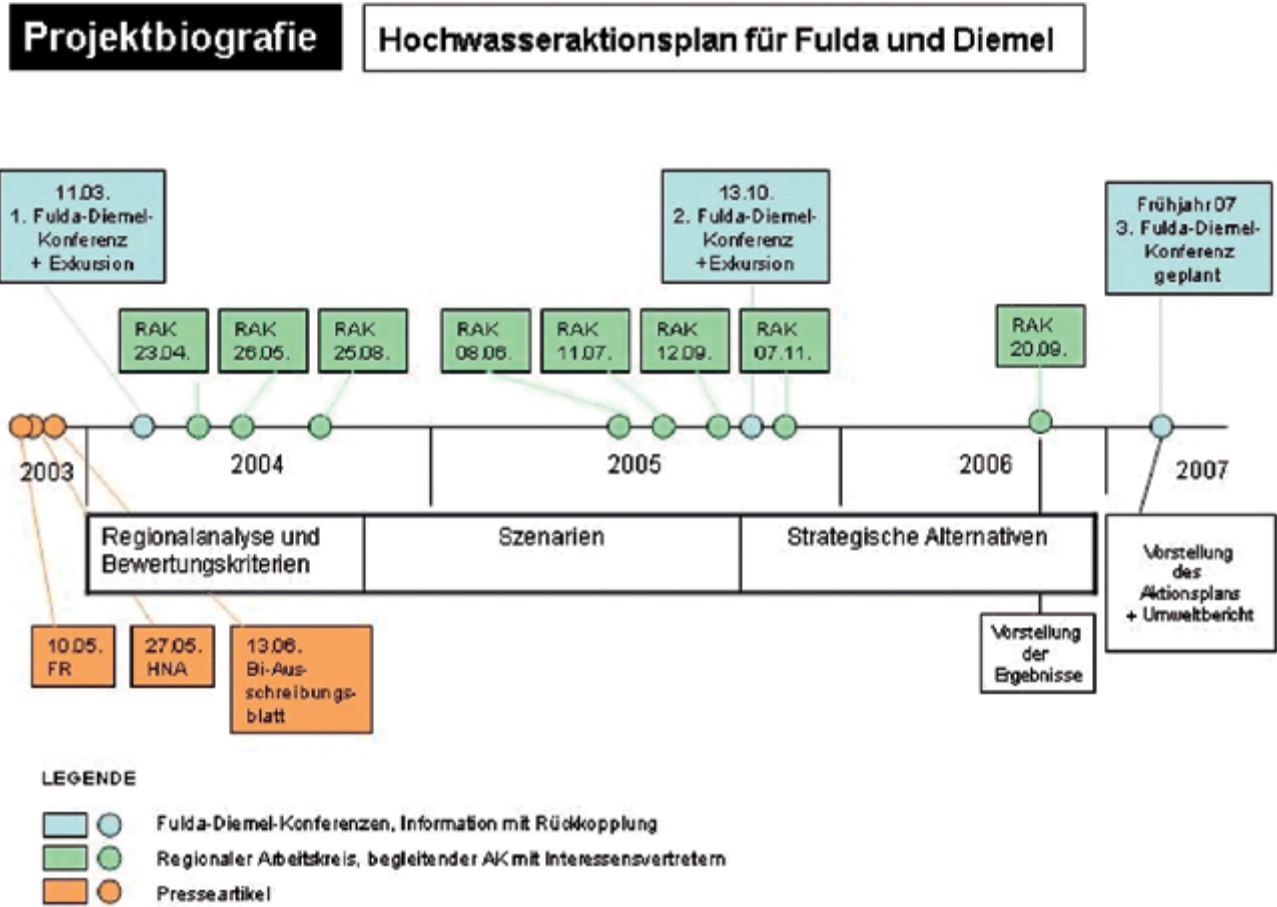 Projektbiografie
Hochwasseraktionsplan für Fulda und Diemel
11.03.
1. Fulda-Diemel-
Konferenz
+ Exkursion
13.10.
2. Fulda-Diemel-
Konferenz
+Exkursion
Frühjahr 07
3. Fulda-Diemel-
Konferenz
geplant
RAK
23.04.
RAK
26.05.
RAK
25.08.
RAK
08.06.
RAK
11.07.
RAK
12.09.
RAK
07.11.
RAK
20.09.
2003
2004
2005
2006
2007
Regionalanalyse und
Bewertungskriterien
Szenarien
Strategische Alternativen
Vorstellung
des
Aktionsplans
+ Umweltbericht
10.05.
FR
27.05.
HNA
13.06.
Bi-Aus-
schreibungs-
blatt
Vorstellung
der
Ergebnisse
LEGENDE
Fulda-Diemel-Konferenzen, Information mit Rückkopplung
Regionaler Arbeitskreis, begleitender AK mit Interessensvertretern
Presseartikel